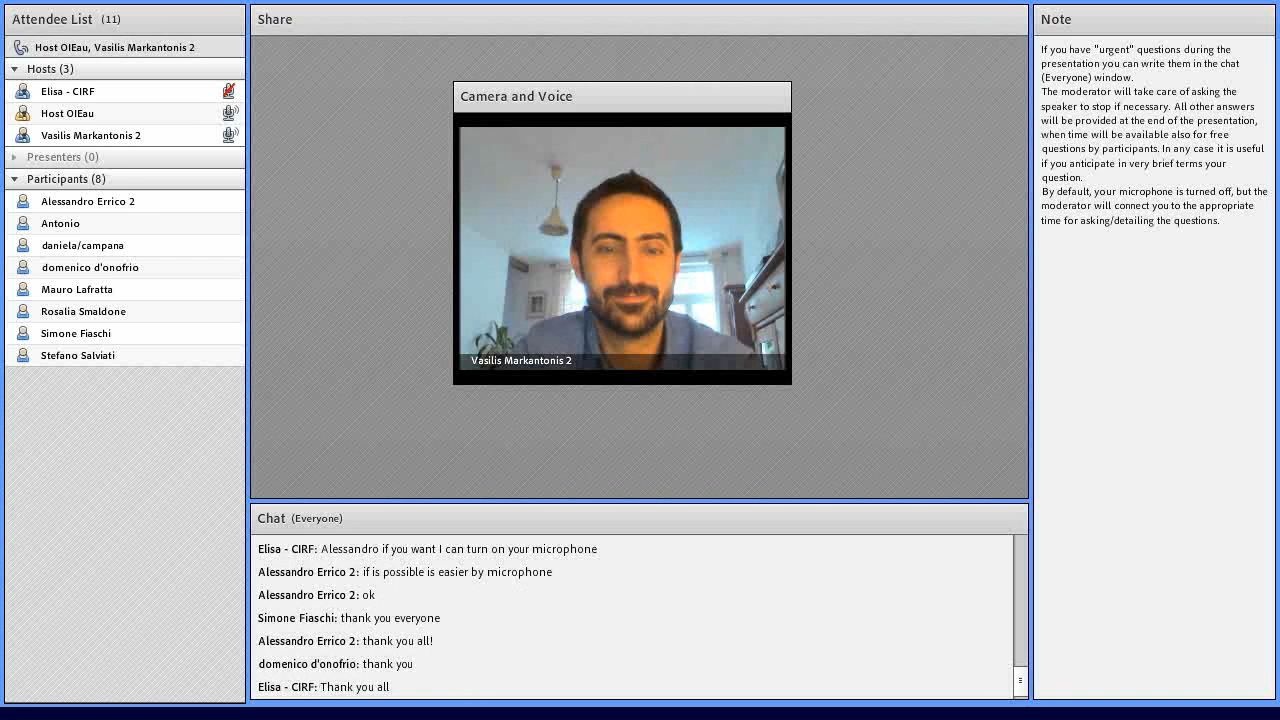 Attendee List (11)
Host OIEau, Vasilis Markantonis 2
Hosts (3)
Elisa - CIRF
Host OIEau
Vasilis Markantonis 2
Presenters (0)
Participants (8)
Alessandro Errico 2
Antonio
daniela/campana
domenico d'onofrio
Mauro Lafratta
Rosalia Smaldone
Simone Fiaschi
Stefano Salviati
Share
Camera and Voice
Vasilis Markantonis 2
Chat (Everyone)
Elisa - CIRF: Alessandro if you want I can turn on your microphone
Alessandro Errico 2: if is possible is easier by microphone
Alessandro Errico 2: ok
Simone Fiaschi: thank you everyone
Alessandro Errico 2: thank you all!
domenico d'onofrio: thank you
Elisa - CIRF: Thank you all
Note
If you have "urgent" questions during the
presentation you can write them in the chat
(Everyone) window.
The moderator will take care of asking the
speaker to stop if necessary. All other answers
will be provided at the end of the presentation,
when time will be available also for free
questions by participants. In any case it is useful
if you anticipate in very brief terms your
question.
By default, your microphone is turned off, but the
moderator will connect you to the appropriate
time for asking/detailing the questions.